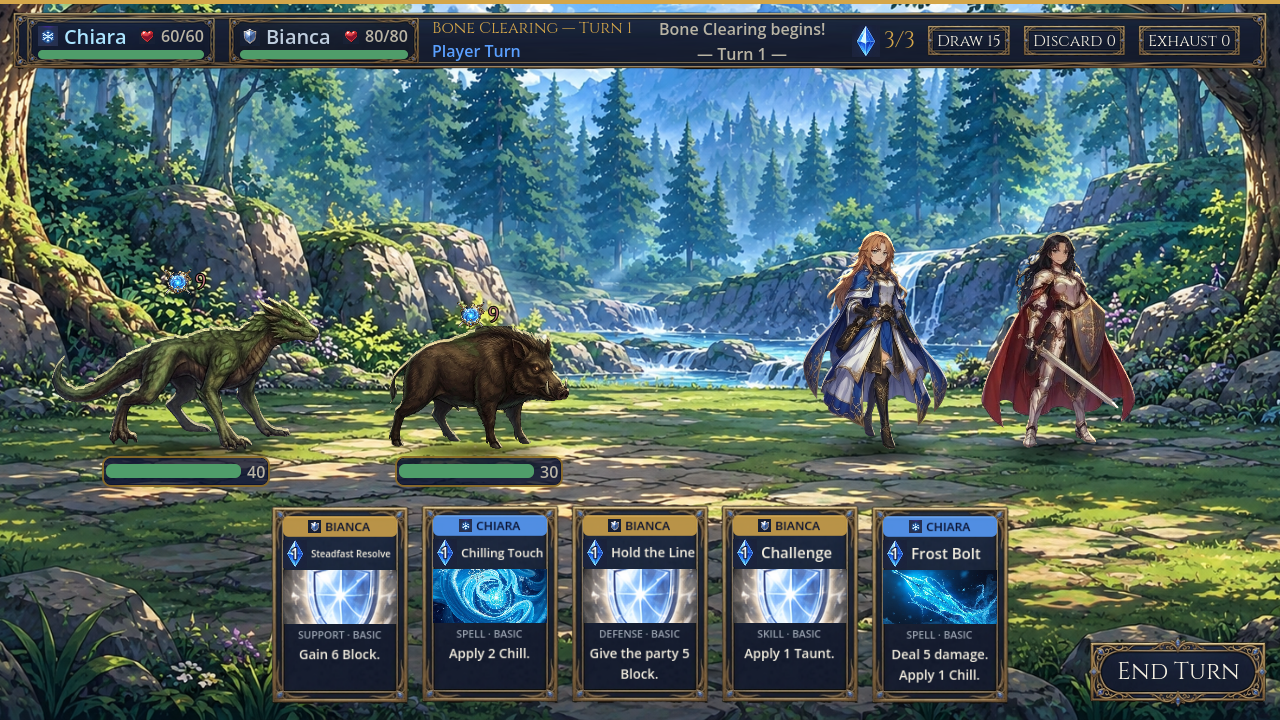 Chiara 60/60
Bianca 80/80
Bone Clearing — Turn 1
Player Turn
Bone Clearing begins!
— Turn 1 —
3/3
Draw 15
Discard 0
Exhaust 0
9
9
40
30
BIANCA
1 Steadfast Resolve
SUPPORT · BASIC
Gain 6 Block.
CHIARA
1 Chilling Touch
SPELL · BASIC
Apply 2 Chill.
BIANCA
1 Hold the Line
DEFENSE · BASIC
Give the party 5
Block.
BIANCA
1 Challenge
SKILL · BASIC
Apply 1 Taunt.
CHIARA
1 Frost Bolt
SPELL · BASIC
Deal 5 damage.
Apply 1 Chill.
End Turn